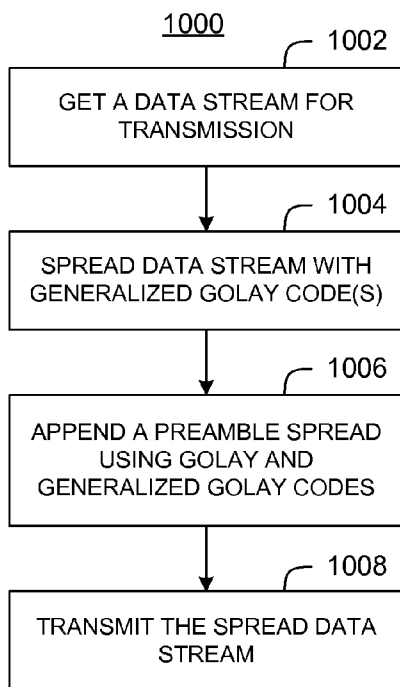 1000
1002
GET A DATA STREAM FOR
TRANSMISSION
1004
SPREAD DATA STREAM WITH
GENERALIZED GOLAY CODE(S)
1006
APPEND A PREAMBLE SPREAD
USING GOLAY AND
GENERALIZED GOLAY CODES
1008
TRANSMIT THE SPREAD DATA
STREAM